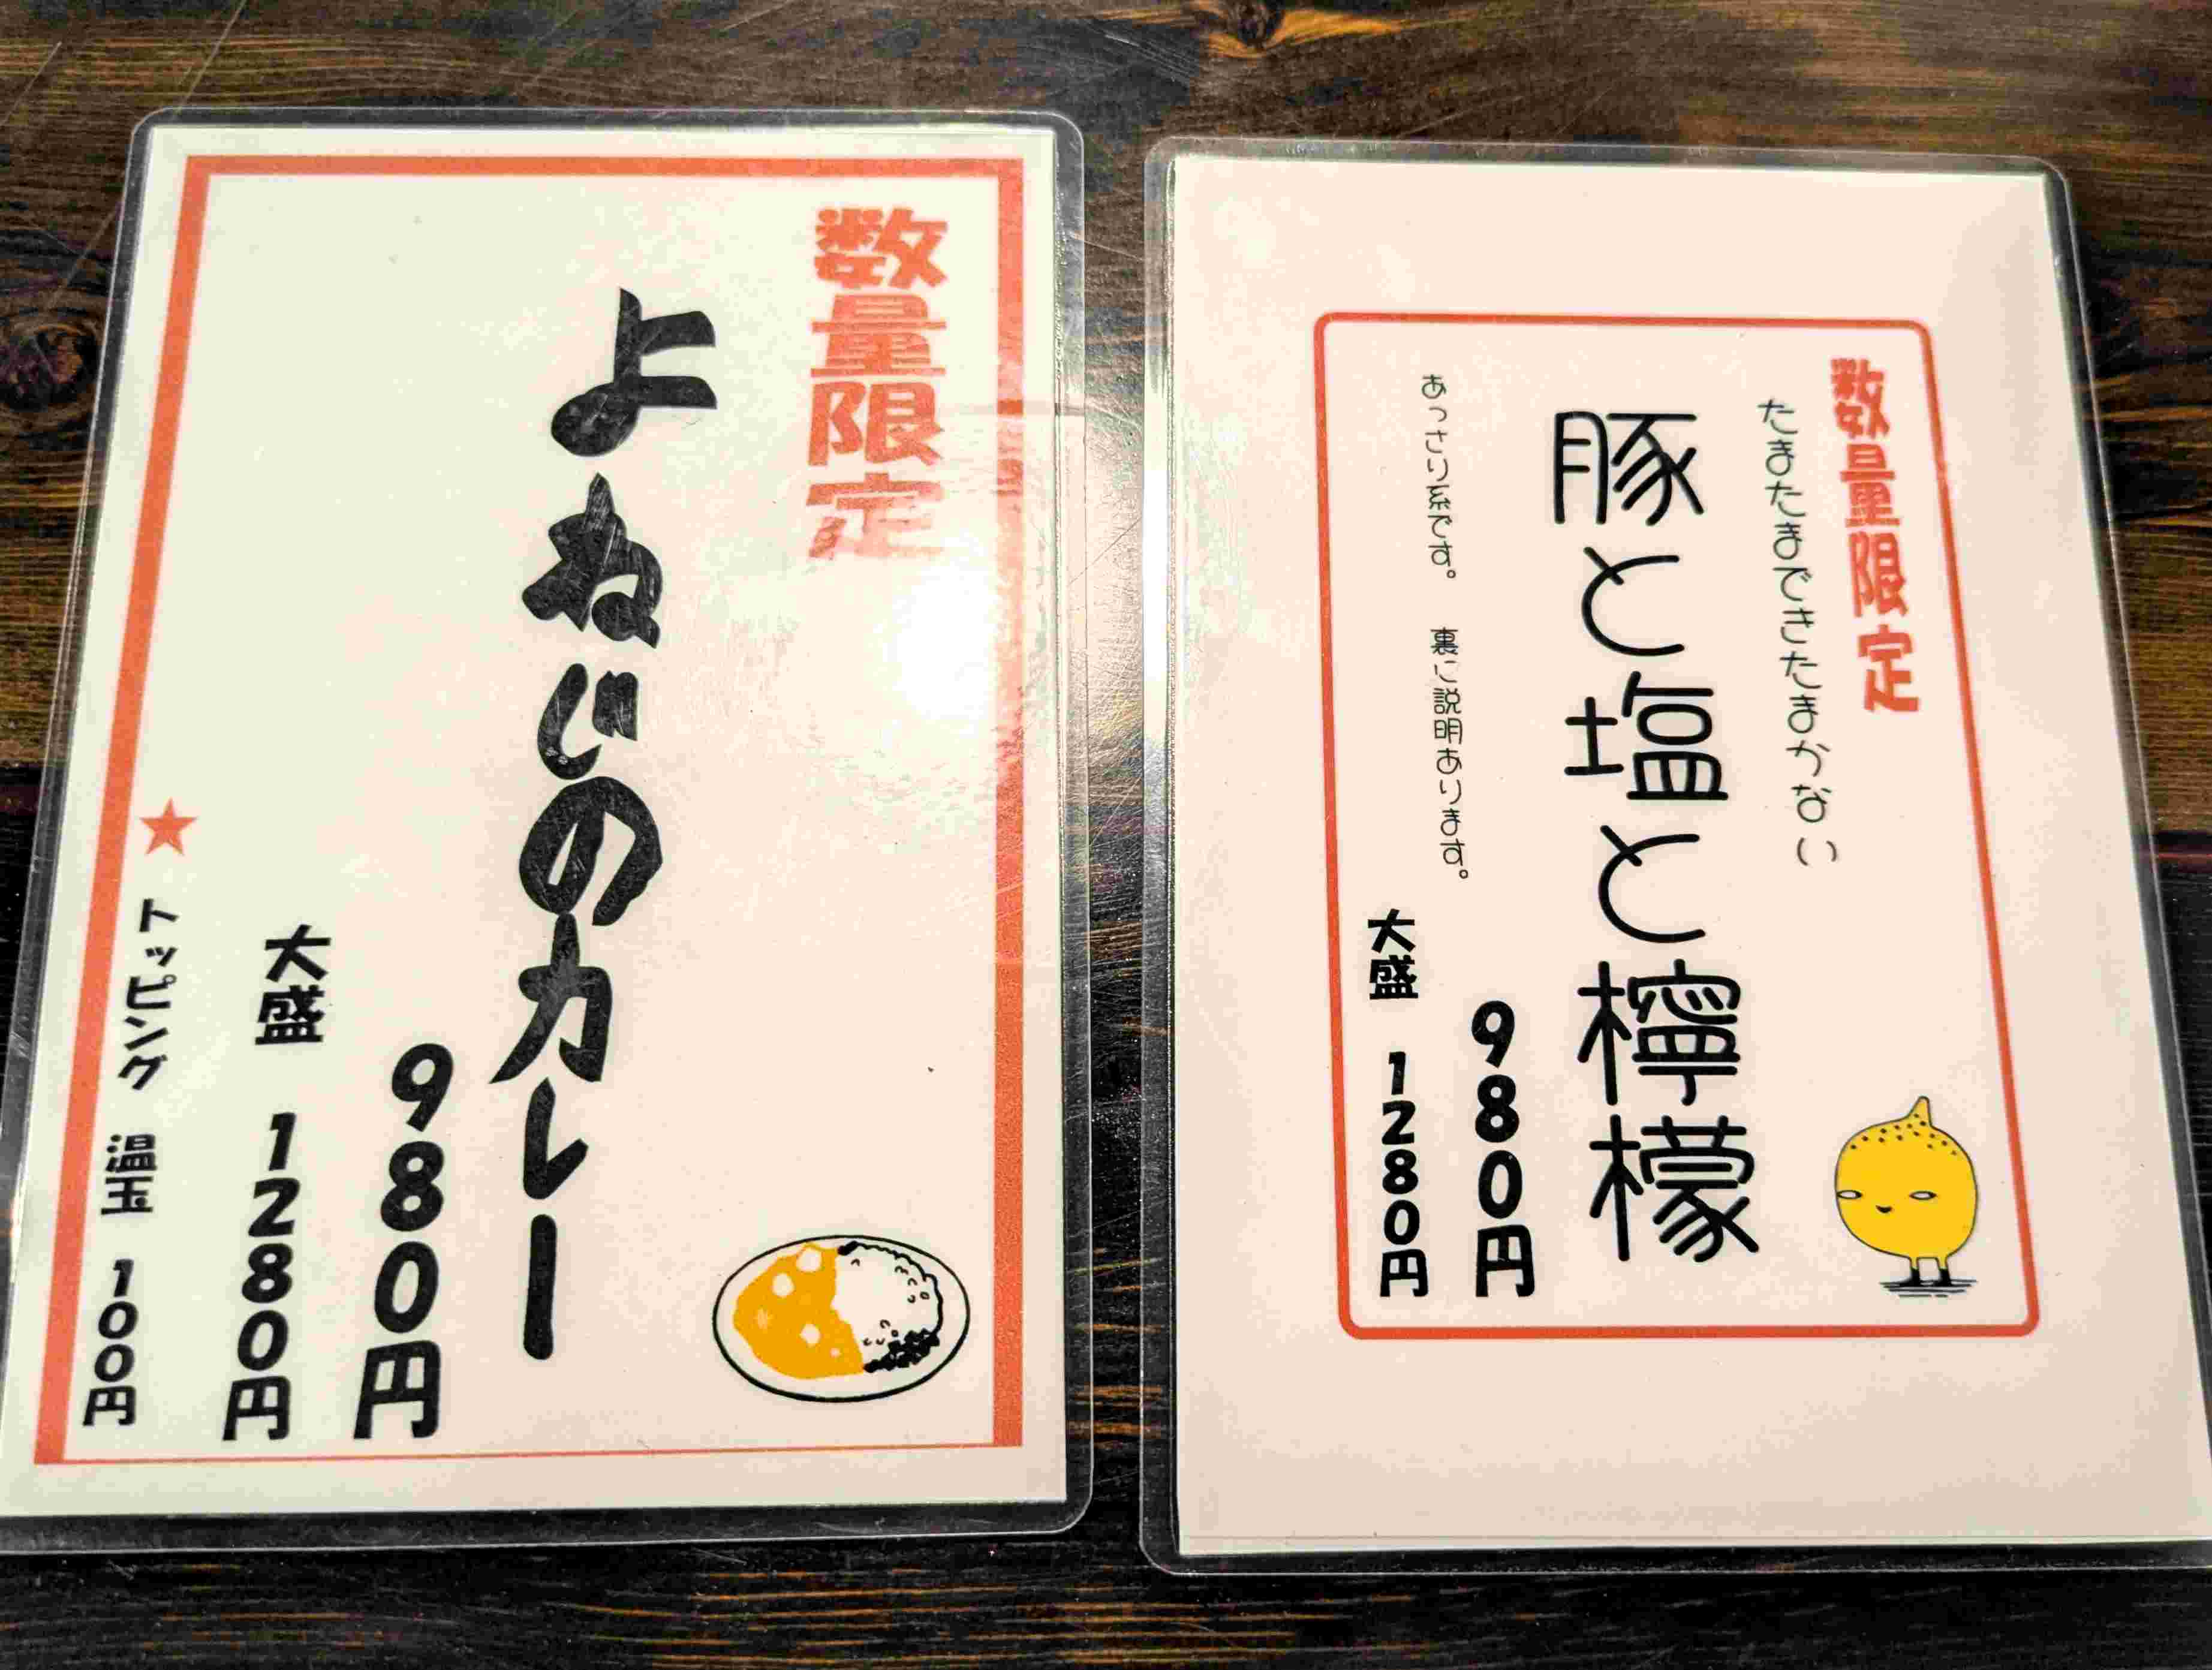 数量限定
よねじのカレー
980円
大盛 1280円
★トッピング 温玉 100円
数量限定
たまたまできたまかない
豚と塩と檸檬
あっさり系です。 裏に説明あります。
980円
大盛 1280円